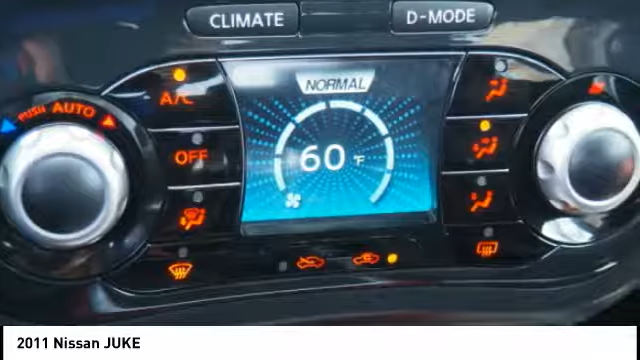 CLIMATE
D-MODE
NORMAL
A/C
PUSH AUTO
60 °F
OFF
2011 Nissan JUKE